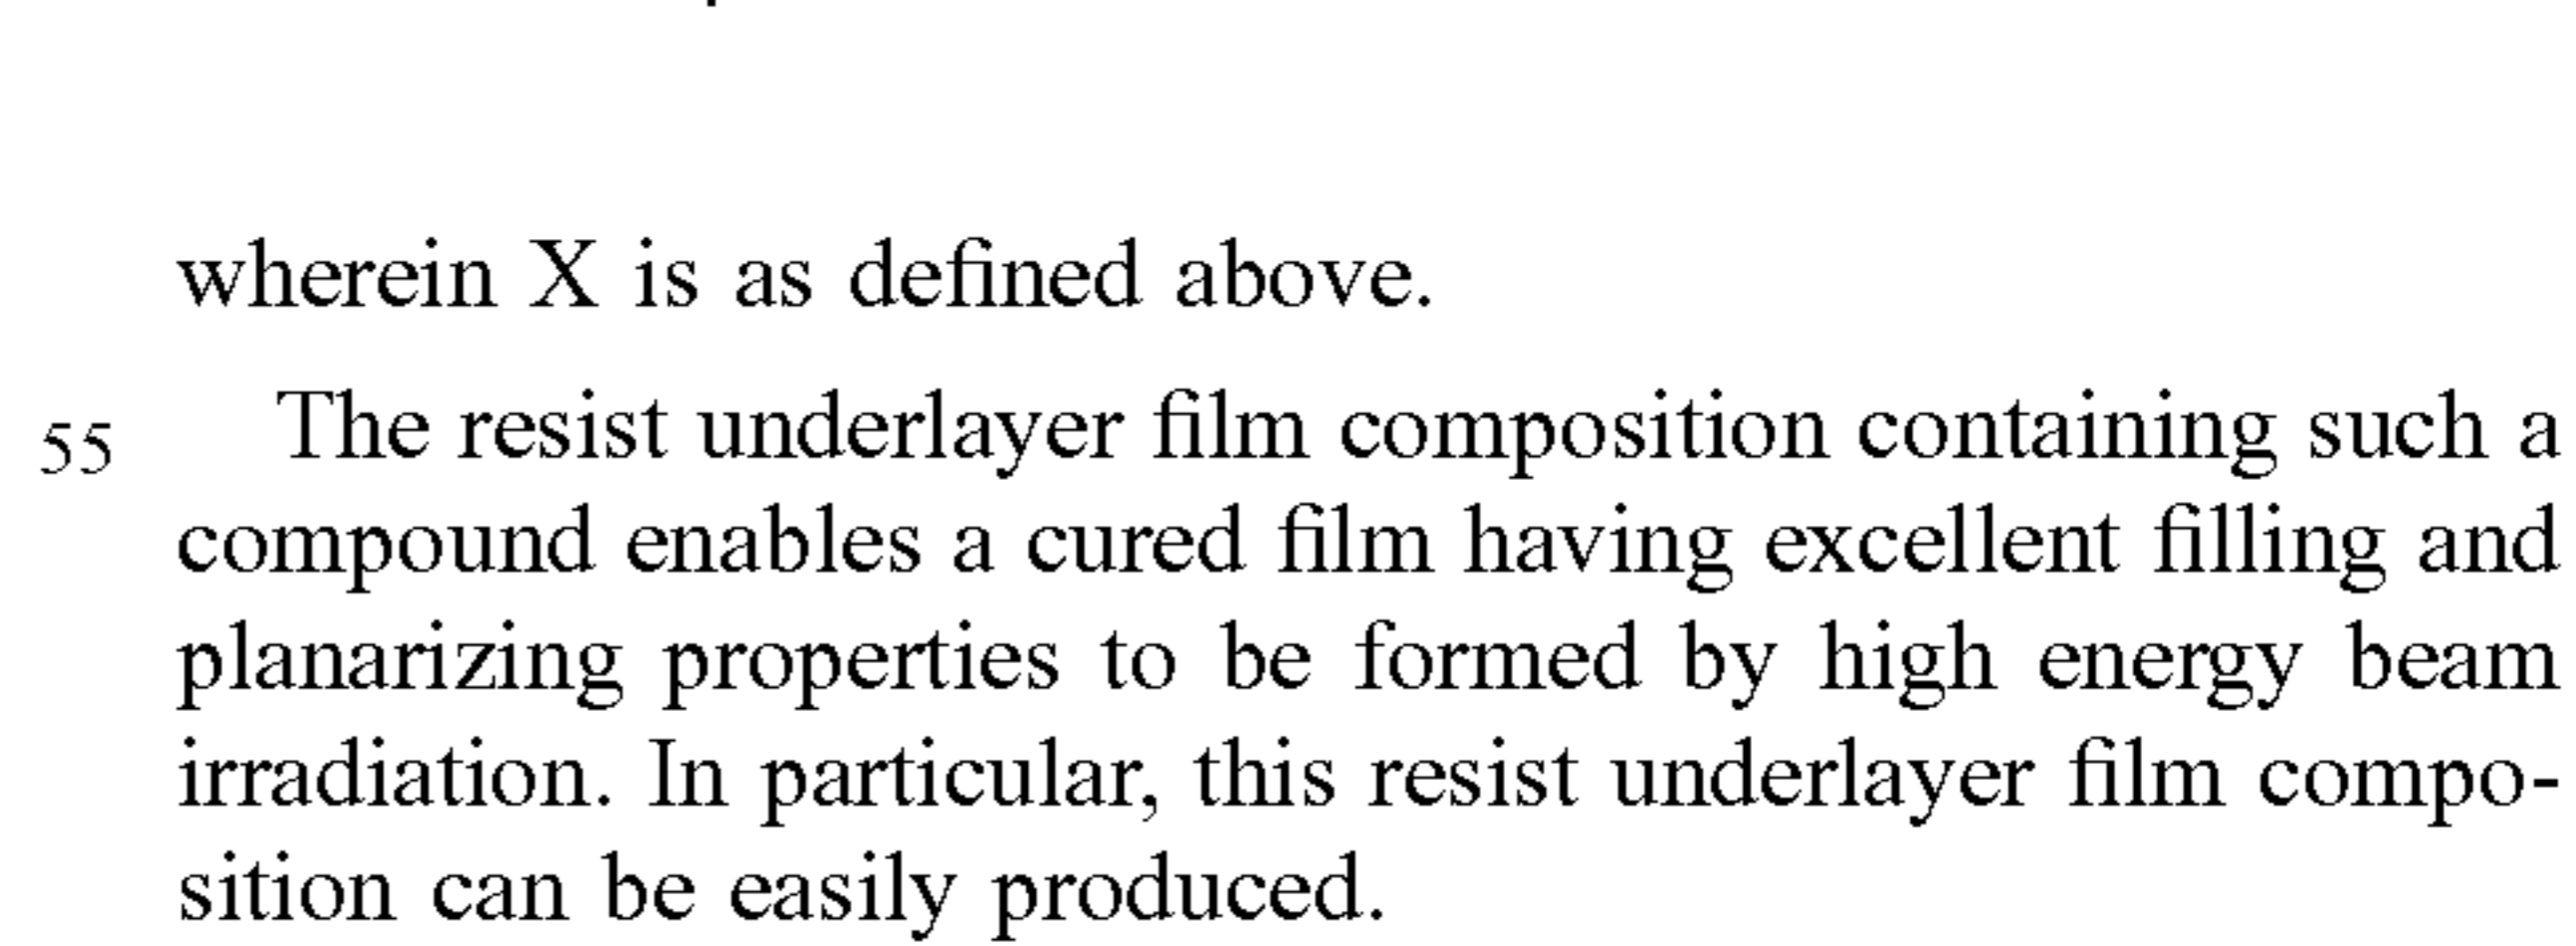 wherein X is as defined above.
55 The resist underlayer film composition containing such a
compound enables a cured film having excellent filling and
planarizing properties to be formed by high energy beam
irradiation. In particular, this resist underlayer film compo-
sition can be easily produced.